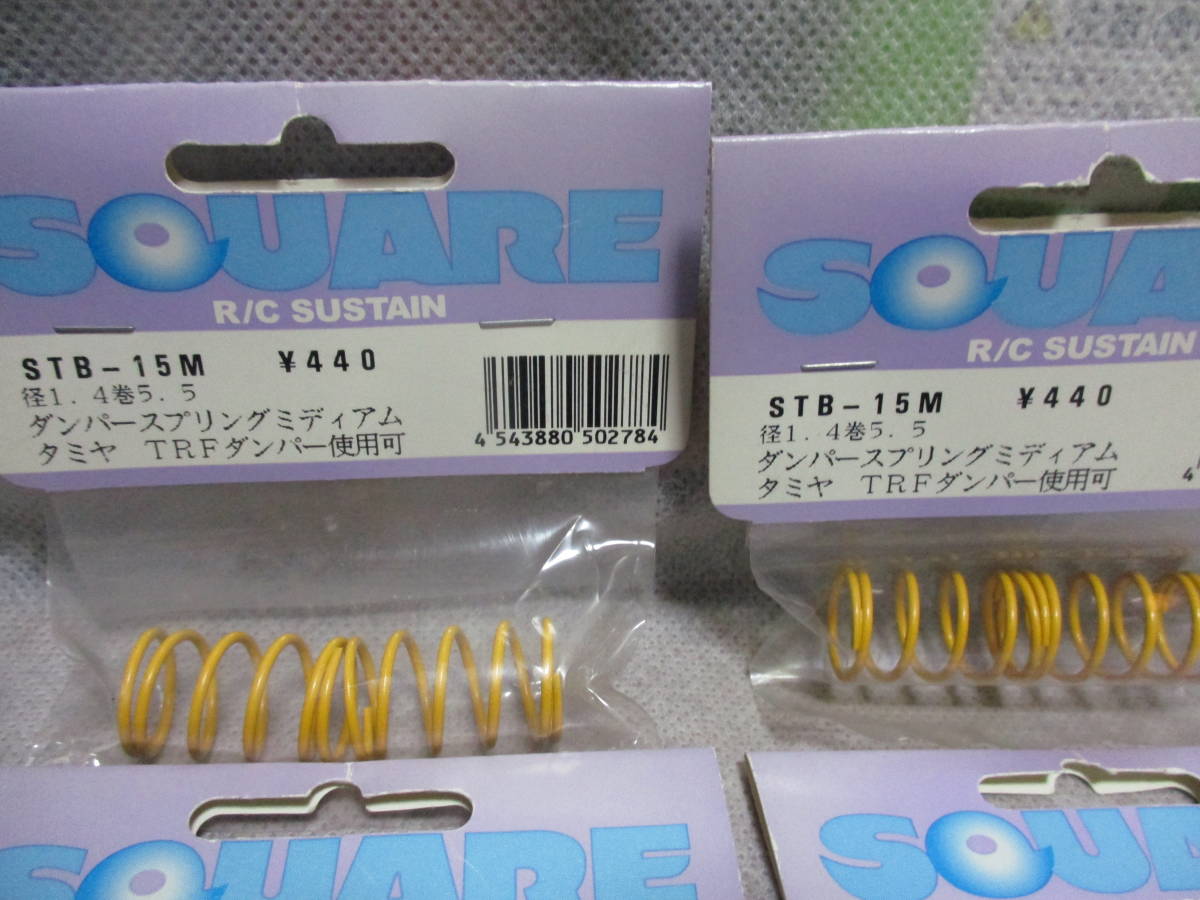 SQUARE
R/C SUSTAIN
STB-15M ¥440
径1.4巻5.5
ダンパースプリングミディアム
タミヤ TRFダンパー使用可
4 543880 502784
SQUA
R/C SUSTAIN
STB-15M ¥440
径1.4巻5.5
ダンパースプリングミディアム
タミヤ TRFダンパー使用可
4
SQUARE
SQUA